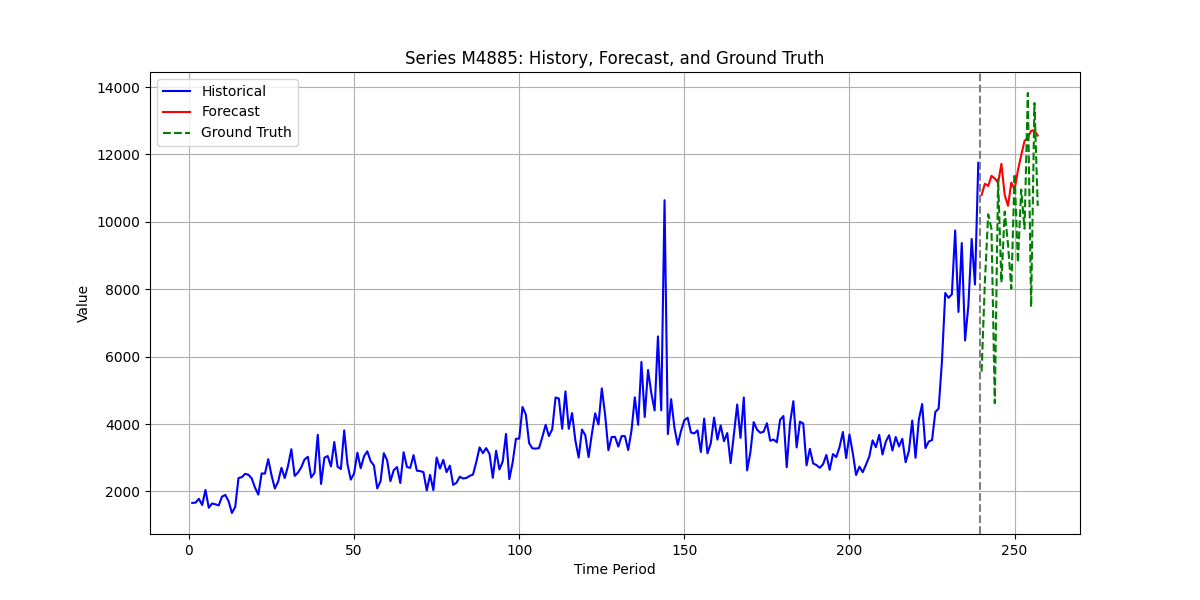 Series M4885: History, Forecast, and Ground Truth
Historical
Forecast
Ground Truth
14000
12000
10000
8000
6000
4000
2000
Value
0
50
100
150
200
250
Time Period